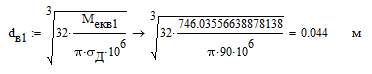 d_в1 := ∛(32·M_екв1/(π·σ_Д·10^6)) → ∛(32·746.03556638878138/(π·90·10^6)) = 0.044 м